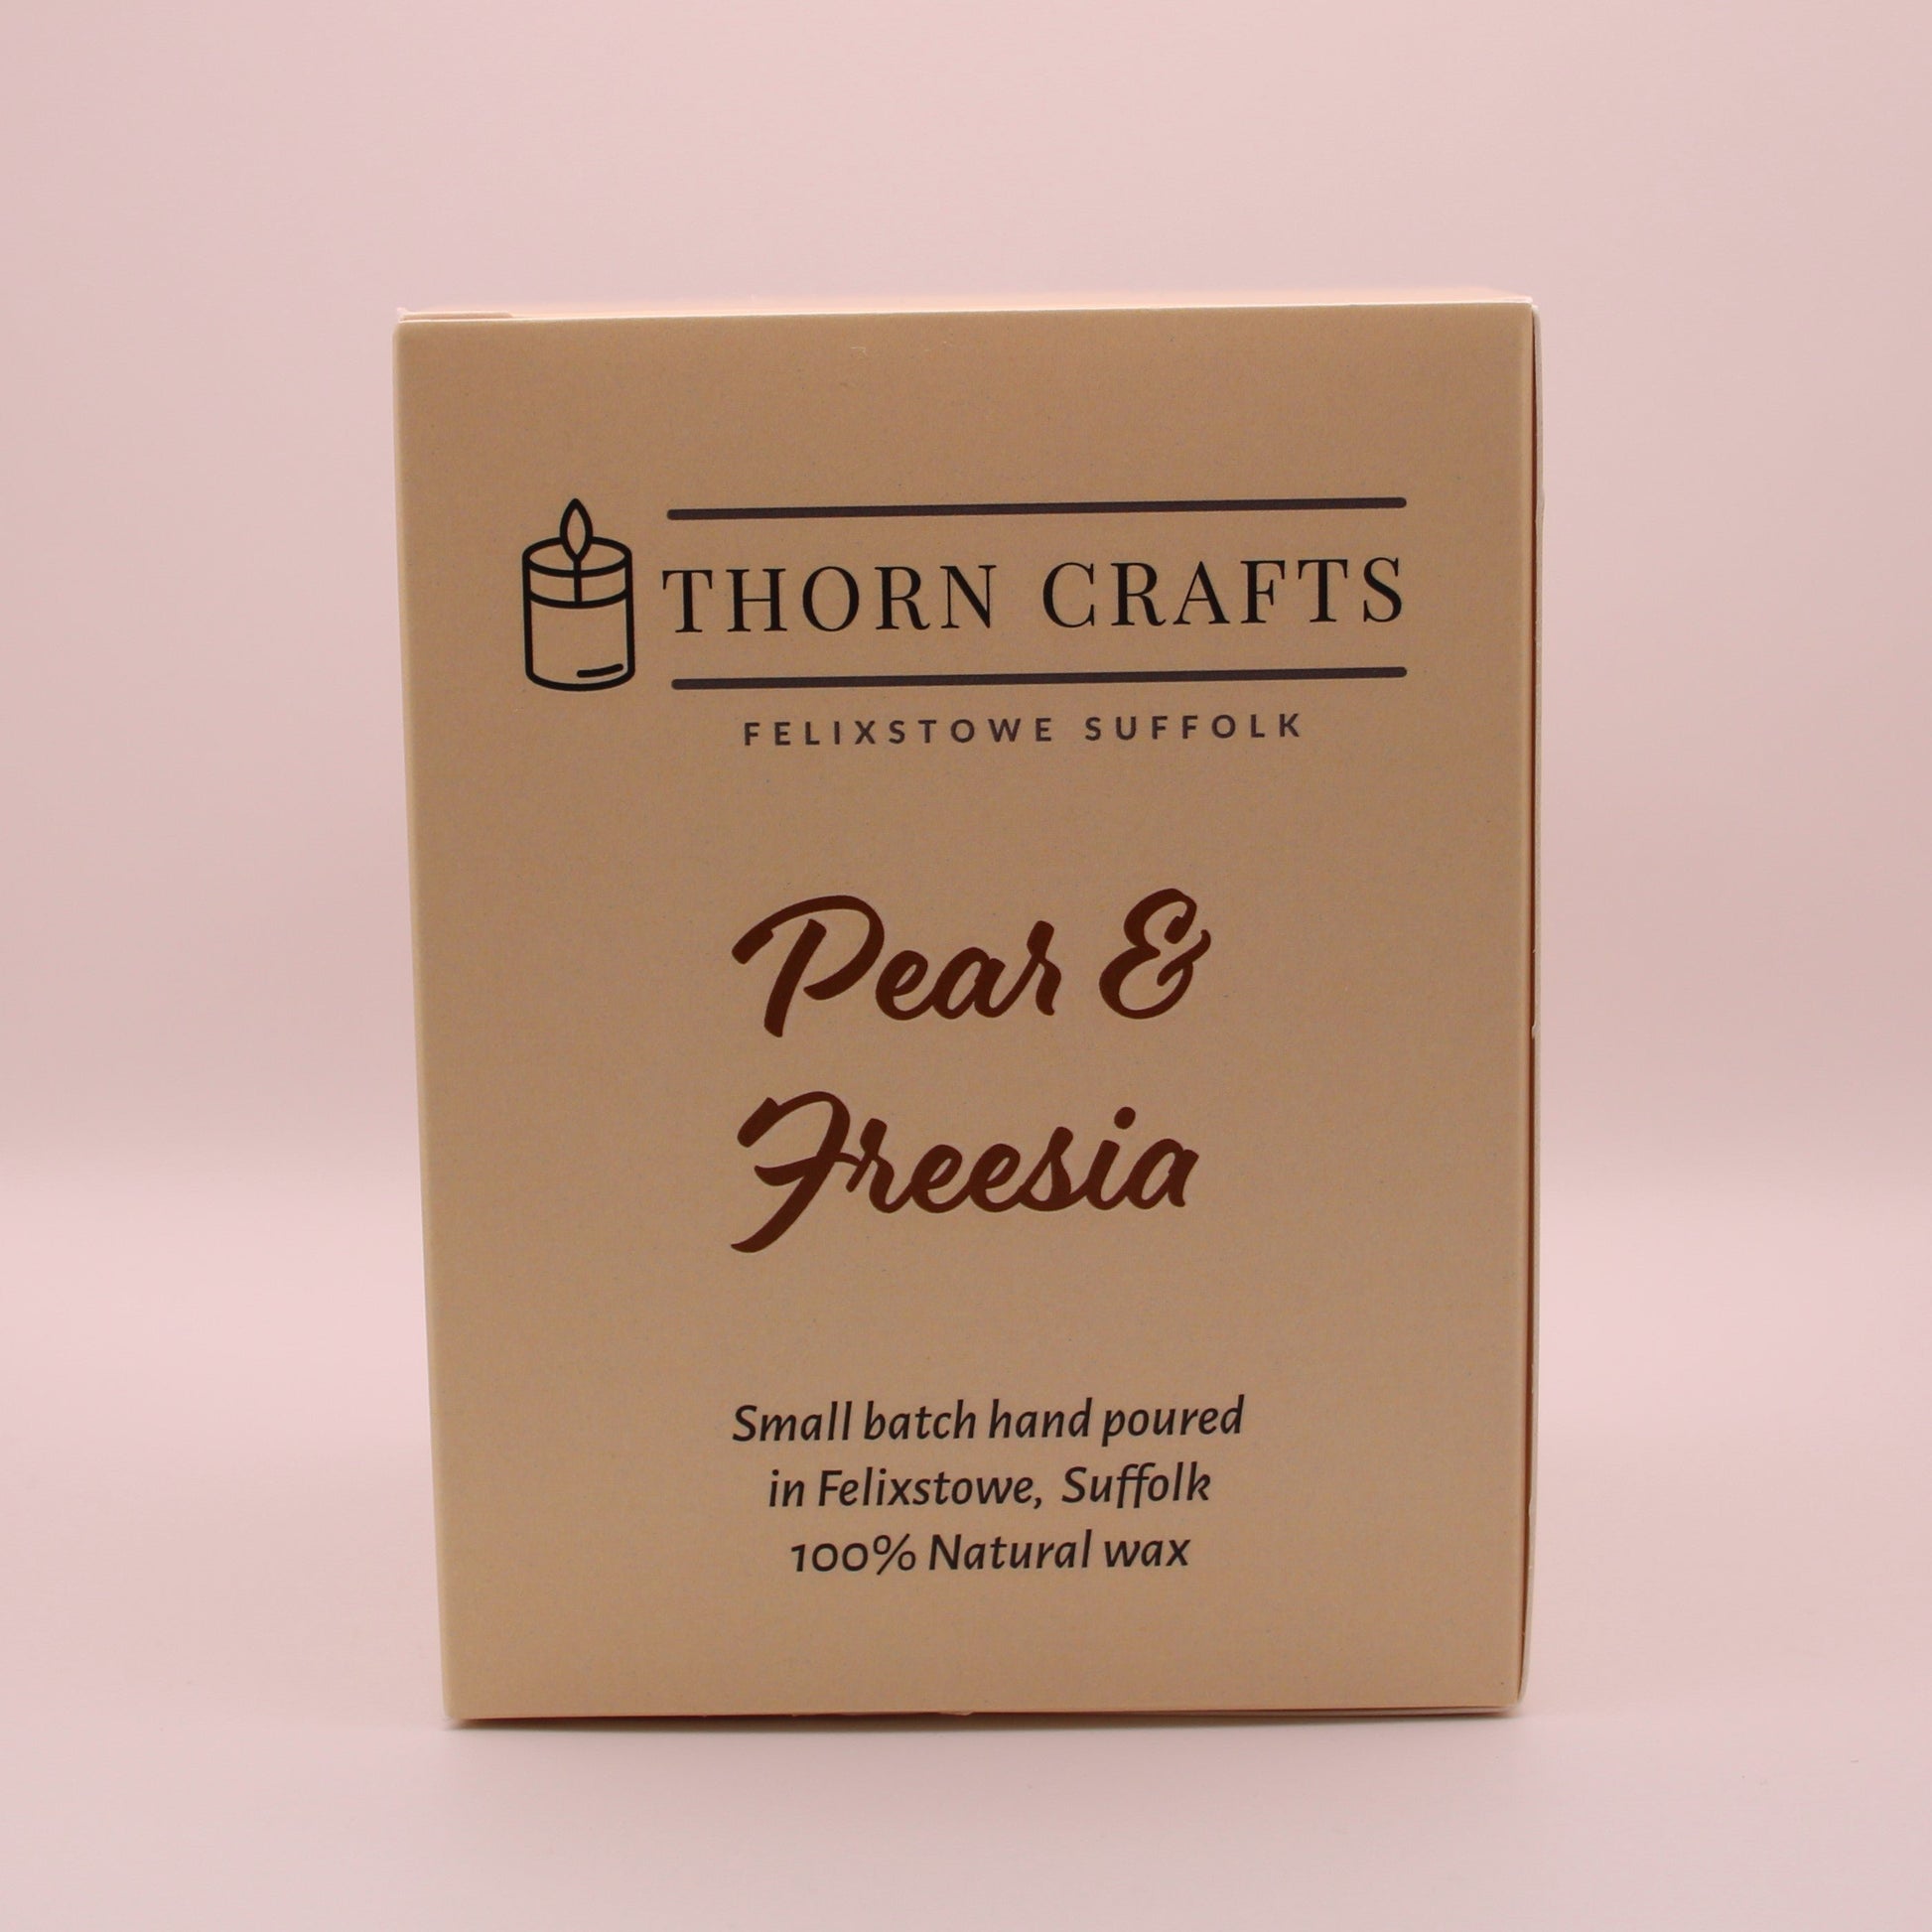 THORN CRAFTS
FELIXSTOWE SUFFOLK
Pear &
Freesia
Small batch hand poured
in Felixstowe, Suffolk
100% Natural wax